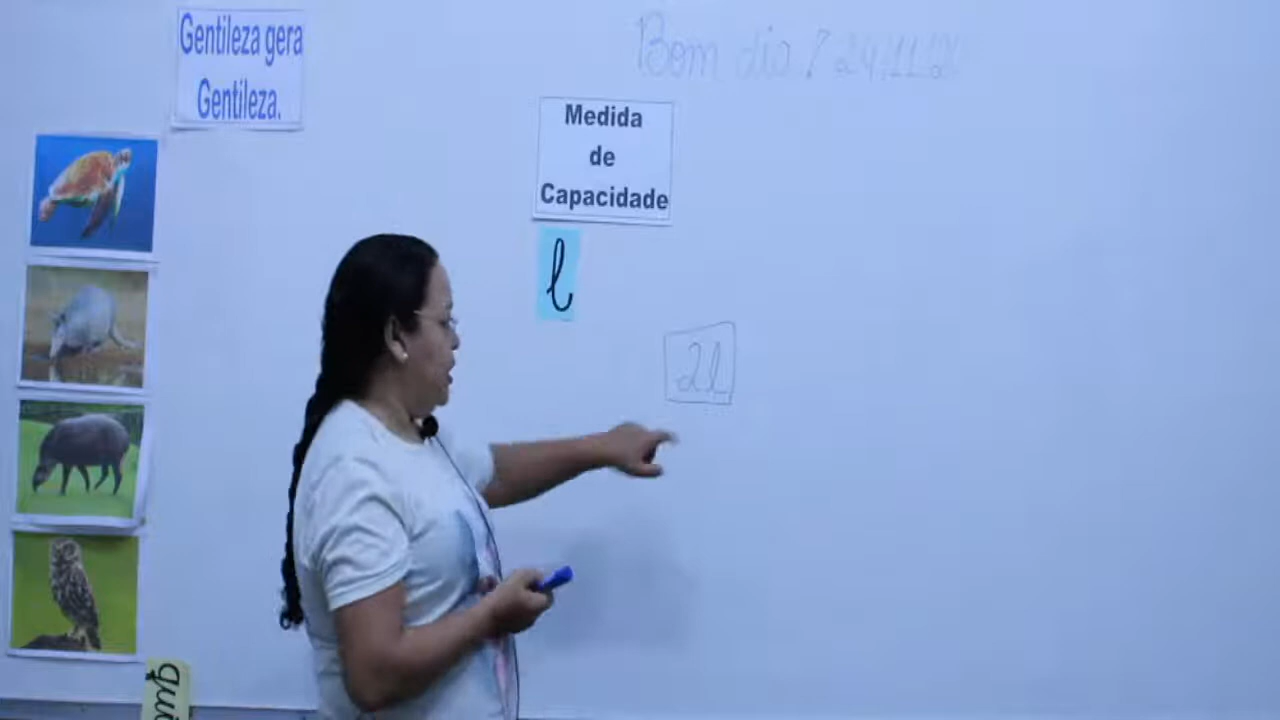 Gentileza gera
Gentileza.
Bom dia! 24.11.20
Medida
de
Capacidade
l
2l